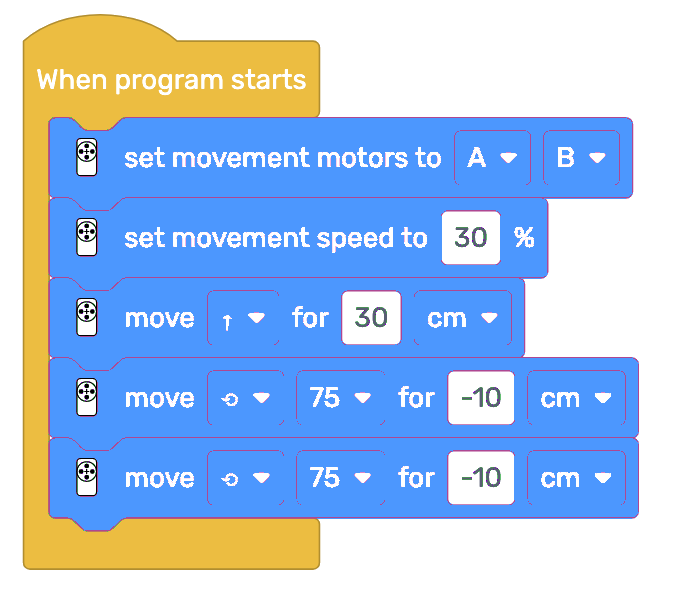 When program starts
set movement motors to A B
set movement speed to 30 %
move ↑ for 30 cm
move ⟲ 75 for -10 cm
move ⟲ 75 for -10 cm